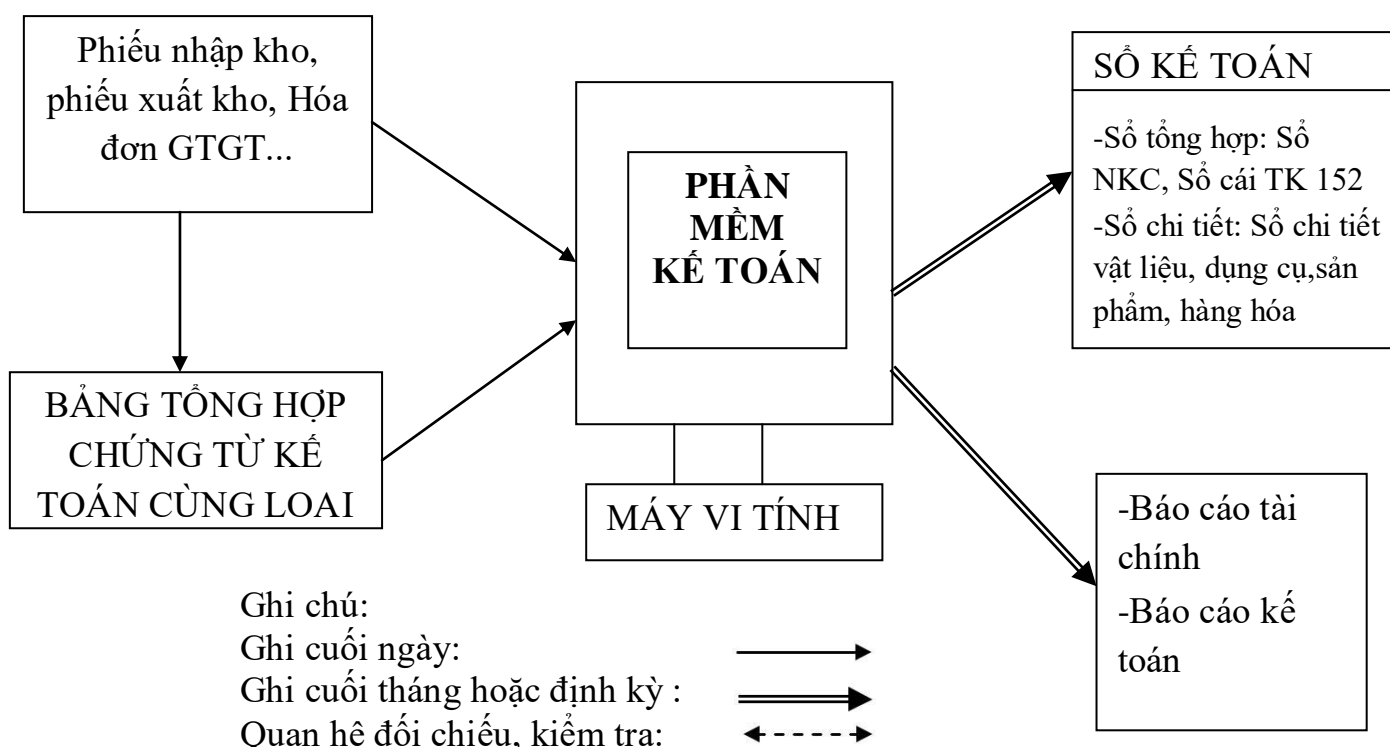 Phiếu nhập kho,
phiếu xuất kho, Hóa
đơn GTGT...
BẢNG TỔNG HỢP
CHỨNG TỪ KẾ
TOÁN CÙNG LOAI
PHẦN
MỀM
KẾ TOÁN
MÁY VI TÍNH
SỔ KẾ TOÁN
-Sổ tổng hợp: Sổ
NKC, Sổ cái TK 152
-Sổ chi tiết: Sổ chi tiết
vật liệu, dụng cụ,sản
phẩm, hàng hóa
-Báo cáo tài
chính
-Báo cáo kế
toán
Ghi chú:
Ghi cuối ngày:
Ghi cuối tháng hoặc định kỳ :
Quan hê đối chiếu, kiểm tra: